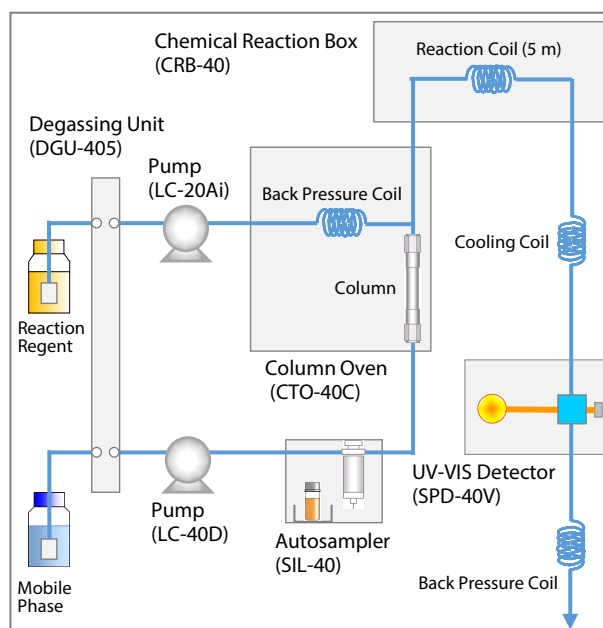 Chemical Reaction Box
(CRB-40)
Reaction Coil (5 m)
Degassing Unit
(DGU-405)
Pump
(LC-20Ai)
Back Pressure Coil
Cooling Coil
Column
Reaction
Regent
Column Oven
(CTO-40C)
UV-VIS Detector
(SPD-40V)
Pump
(LC-40D)
Autosampler
(SIL-40)
Back Pressure Coil
Mobile
Phase